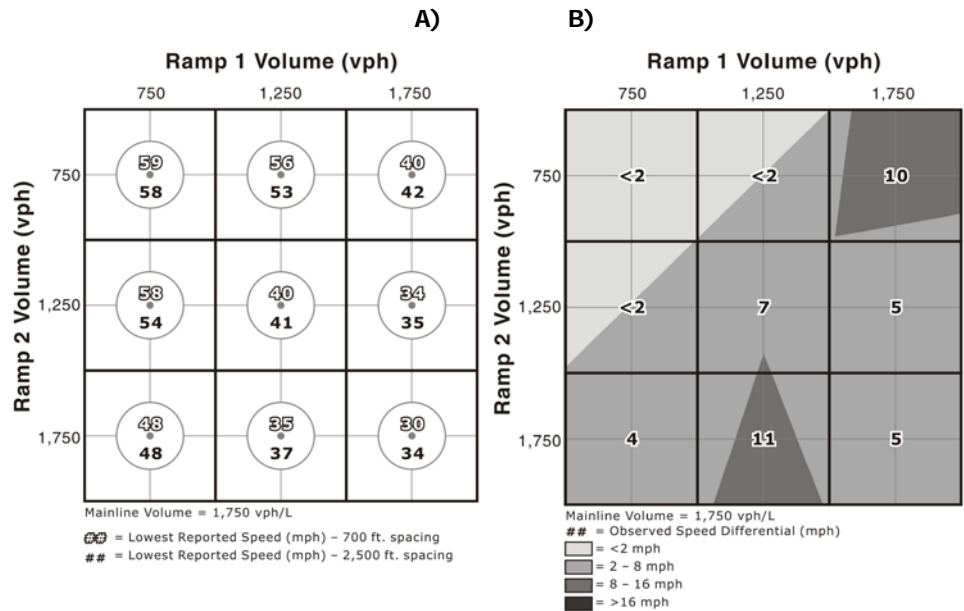 A)
Ramp 1 Volume (vph)
750 1,250 1,750
Ramp 2 Volume (vph)
750
59 56 40
58 53 42
1,250
58 40 34
54 41 35
1,750
48 35 30
48 37 34
Mainline Volume = 1,750 vph/L
## = Lowest Reported Speed (mph) – 700 ft. spacing
## = Lowest Reported Speed (mph) – 2,500 ft. spacing
B)
Ramp 1 Volume (vph)
750 1,250 1,750
Ramp 2 Volume (vph)
750 <2 <2 10
1,250 <2 7 5
1,750 4 11 5
Mainline Volume = 1,750 vph/L
## = Observed Speed Differential (mph)
= <2 mph
= 2 – 8 mph
= 8 – 16 mph
= >16 mph